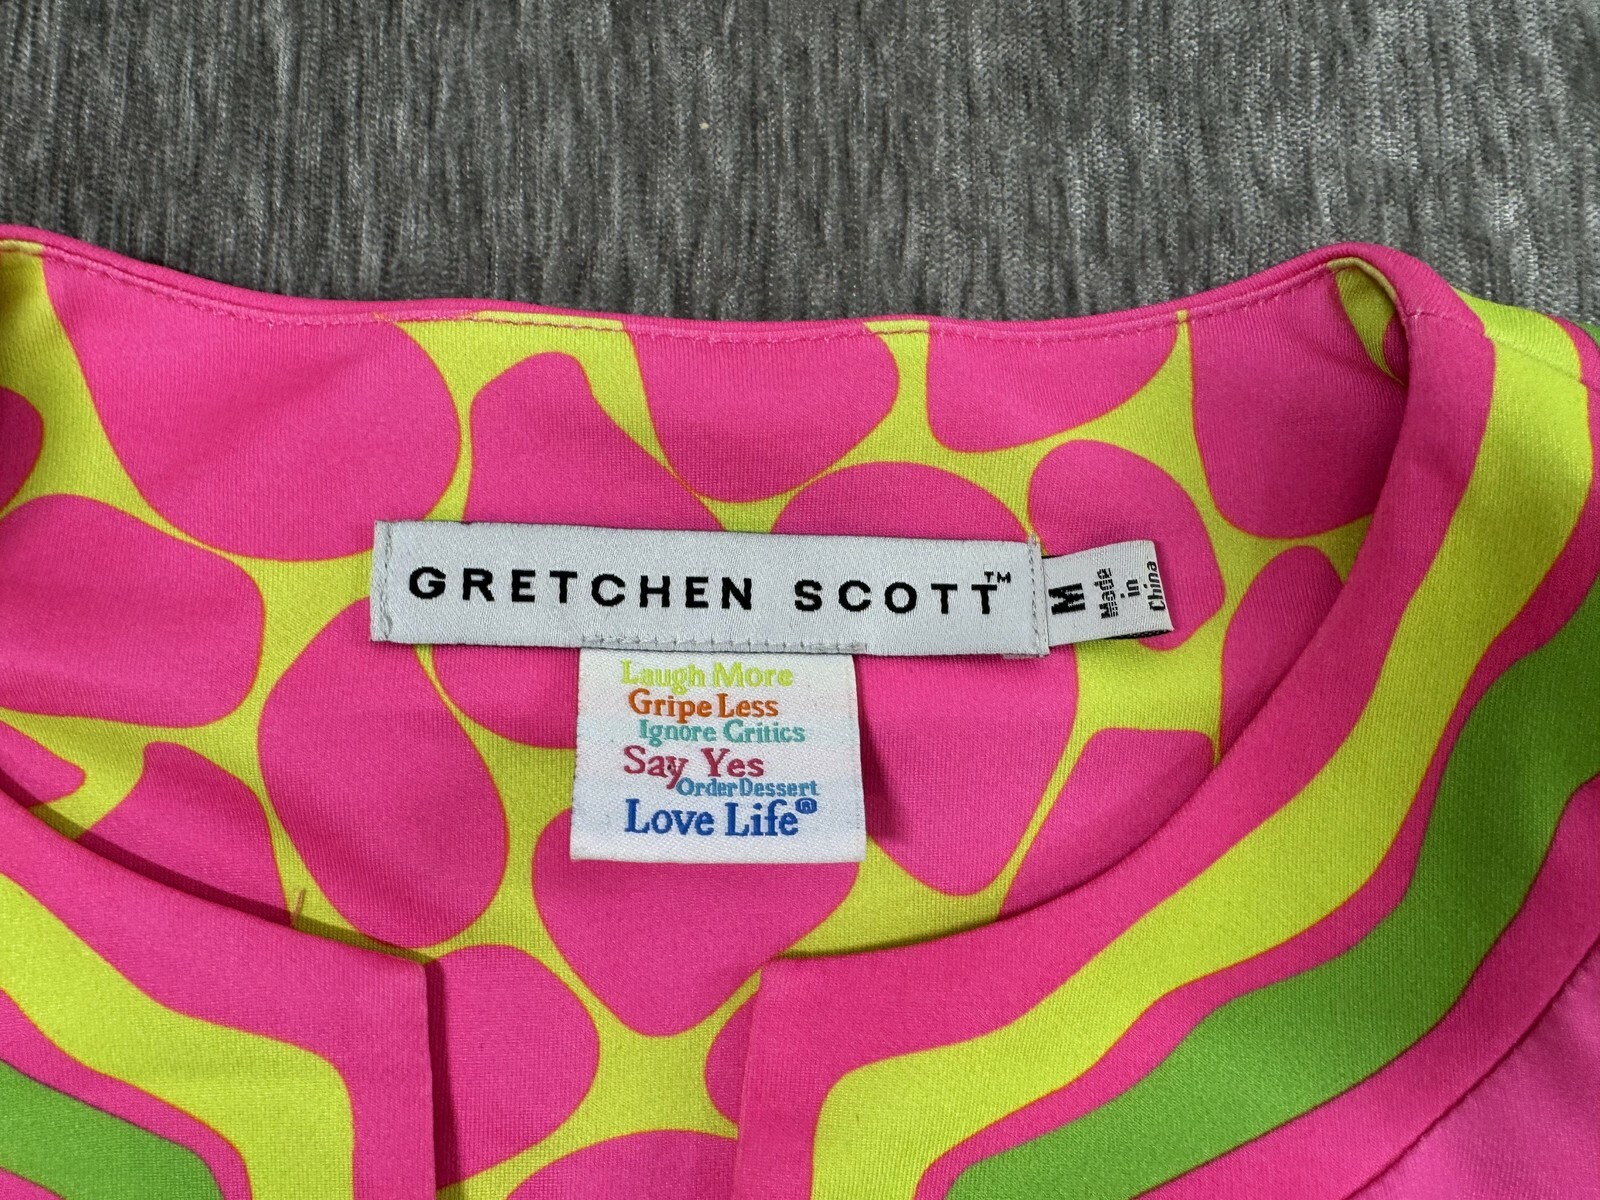 GRETCHEN SCOTT™
M
Made
in
China
Laugh More
Gripe Less
Ignore Critics
Say Yes
Order Dessert
Love Life®